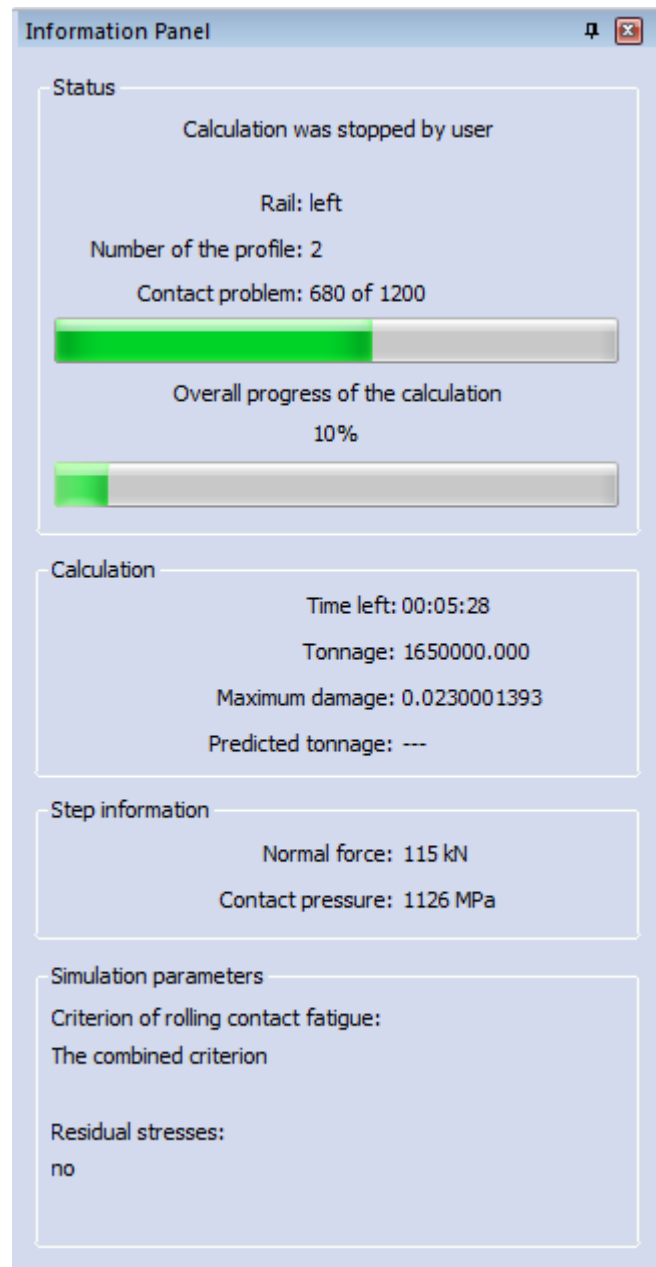 Information Panel
Status
Calculation was stopped by user
Rail: left
Number of the profile: 2
Contact problem: 680 of 1200
Overall progress of the calculation
10%
Calculation
Time left: 00:05:28
Tonnage: 1650000.000
Maximum damage: 0.0230001393
Predicted tonnage: ---
Step information
Normal force: 115 kN
Contact pressure: 1126 MPa
Simulation parameters
Criterion of rolling contact fatigue:
The combined criterion
Residual stresses:
no